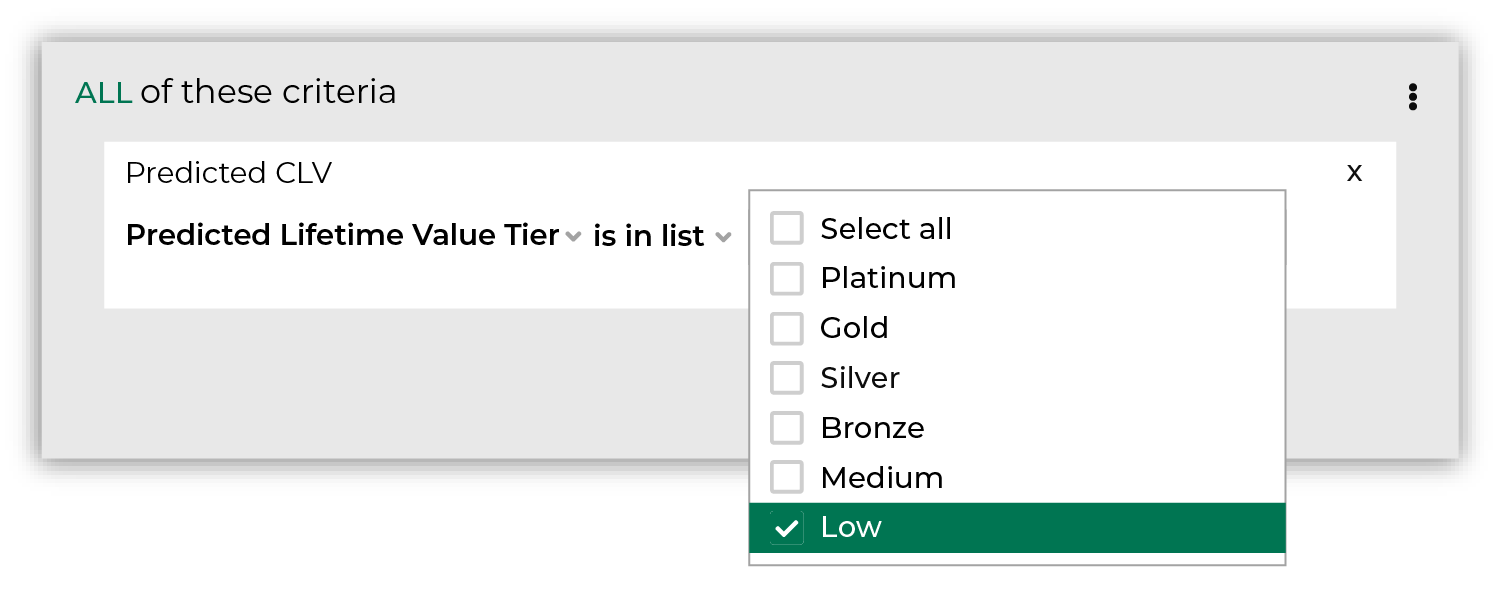 ALL of these criteria
Predicted CLV
x
Predicted Lifetime Value Tier is in list
Select all
Platinum
Gold
Silver
Bronze
Medium
Low